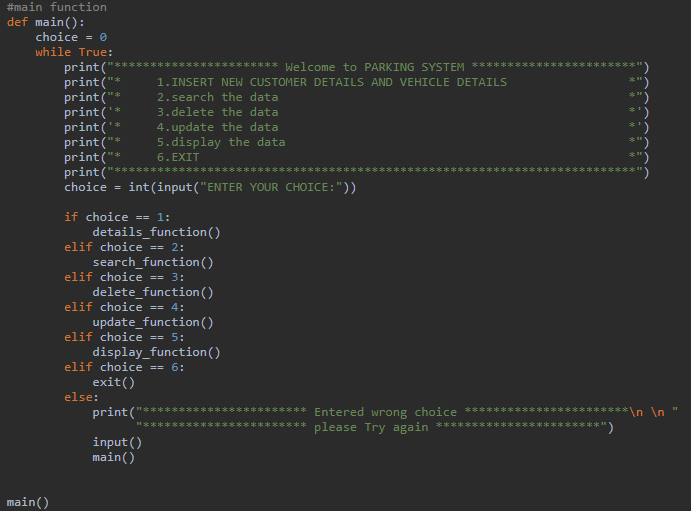 #main function
def main():
    choice = 0
    while True:
        print("*********************** Welcome to PARKING SYSTEM ***********************")
        print("*     1.INSERT NEW CUSTOMER DETAILS AND VEHICLE DETAILS                 *")
        print("*     2.search the data                                                 *")
        print('*     3.delete the data                                                 *')
        print('*     4.update the data                                                 *')
        print("*     5.display the data                                                *")
        print("*     6.EXIT                                                            *")
        print("*************************************************************************")
        choice = int(input("ENTER YOUR CHOICE:"))

        if choice == 1:
            details_function()
        elif choice == 2:
            search_function()
        elif choice == 3:
            delete_function()
        elif choice == 4:
            update_function()
        elif choice == 5:
            display_function()
        elif choice == 6:
            exit()
        else:
            print("*********************** Entered wrong choice ***********************\n \n "
                  "*********************** please Try again ***********************")
            input()
            main()


main()